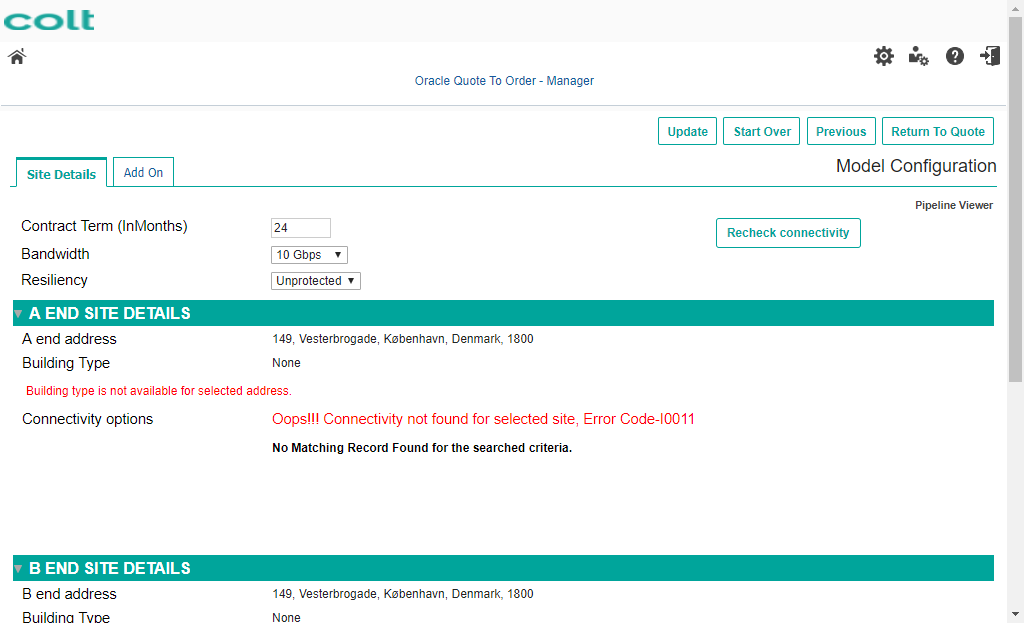 colt
Oracle Quote To Order - Manager
Update
Start Over
Previous
Return To Quote
Site Details
Add On
Model Configuration
Pipeline Viewer
Contract Term (InMonths)
24
Recheck connectivity
Bandwidth
10 Gbps
Resiliency
Unprotected
A END SITE DETAILS
A end address
149, Vesterbrogade, København, Denmark, 1800
Building Type
None
Building type is not available for selected address.
Connectivity options
Oops!!! Connectivity not found for selected site, Error Code-I0011
No Matching Record Found for the searched criteria.
B END SITE DETAILS
B end address
149, Vesterbrogade, København, Denmark, 1800
Building Type
None